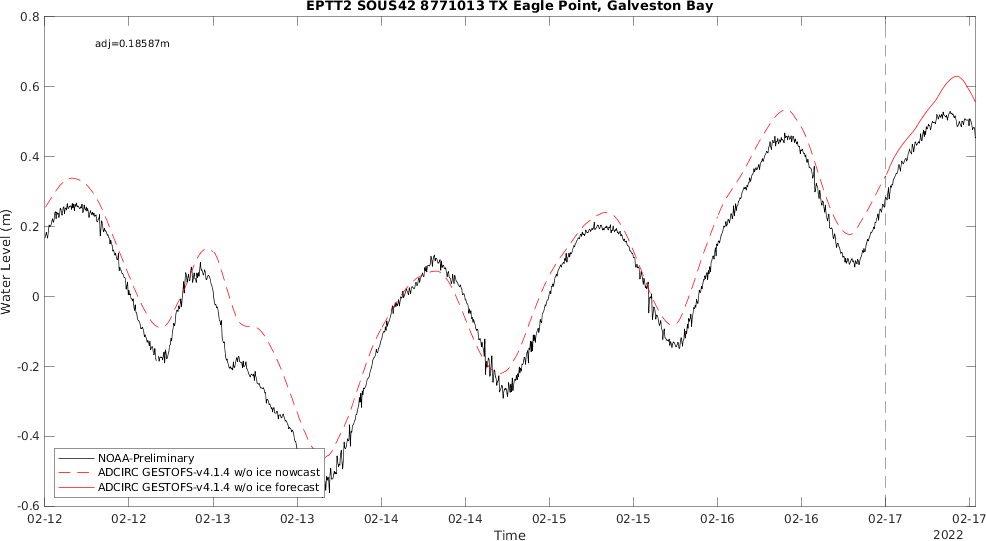 EPTT2 SOUS42 8771013 TX Eagle Point, Galveston Bay
adj=0.18587m
0.8
0.6
0.4
0.2
0
-0.2
-0.4
-0.6
Water Level (m)
NOAA-Preliminary
ADCIRC GESTOFS-v4.1.4 w/o ice nowcast
ADCIRC GESTOFS-v4.1.4 w/o ice forecast
02-12 02-12 02-13 02-13 02-14 02-14 02-15 02-15 02-16 02-16 02-17 02-17
Time
2022